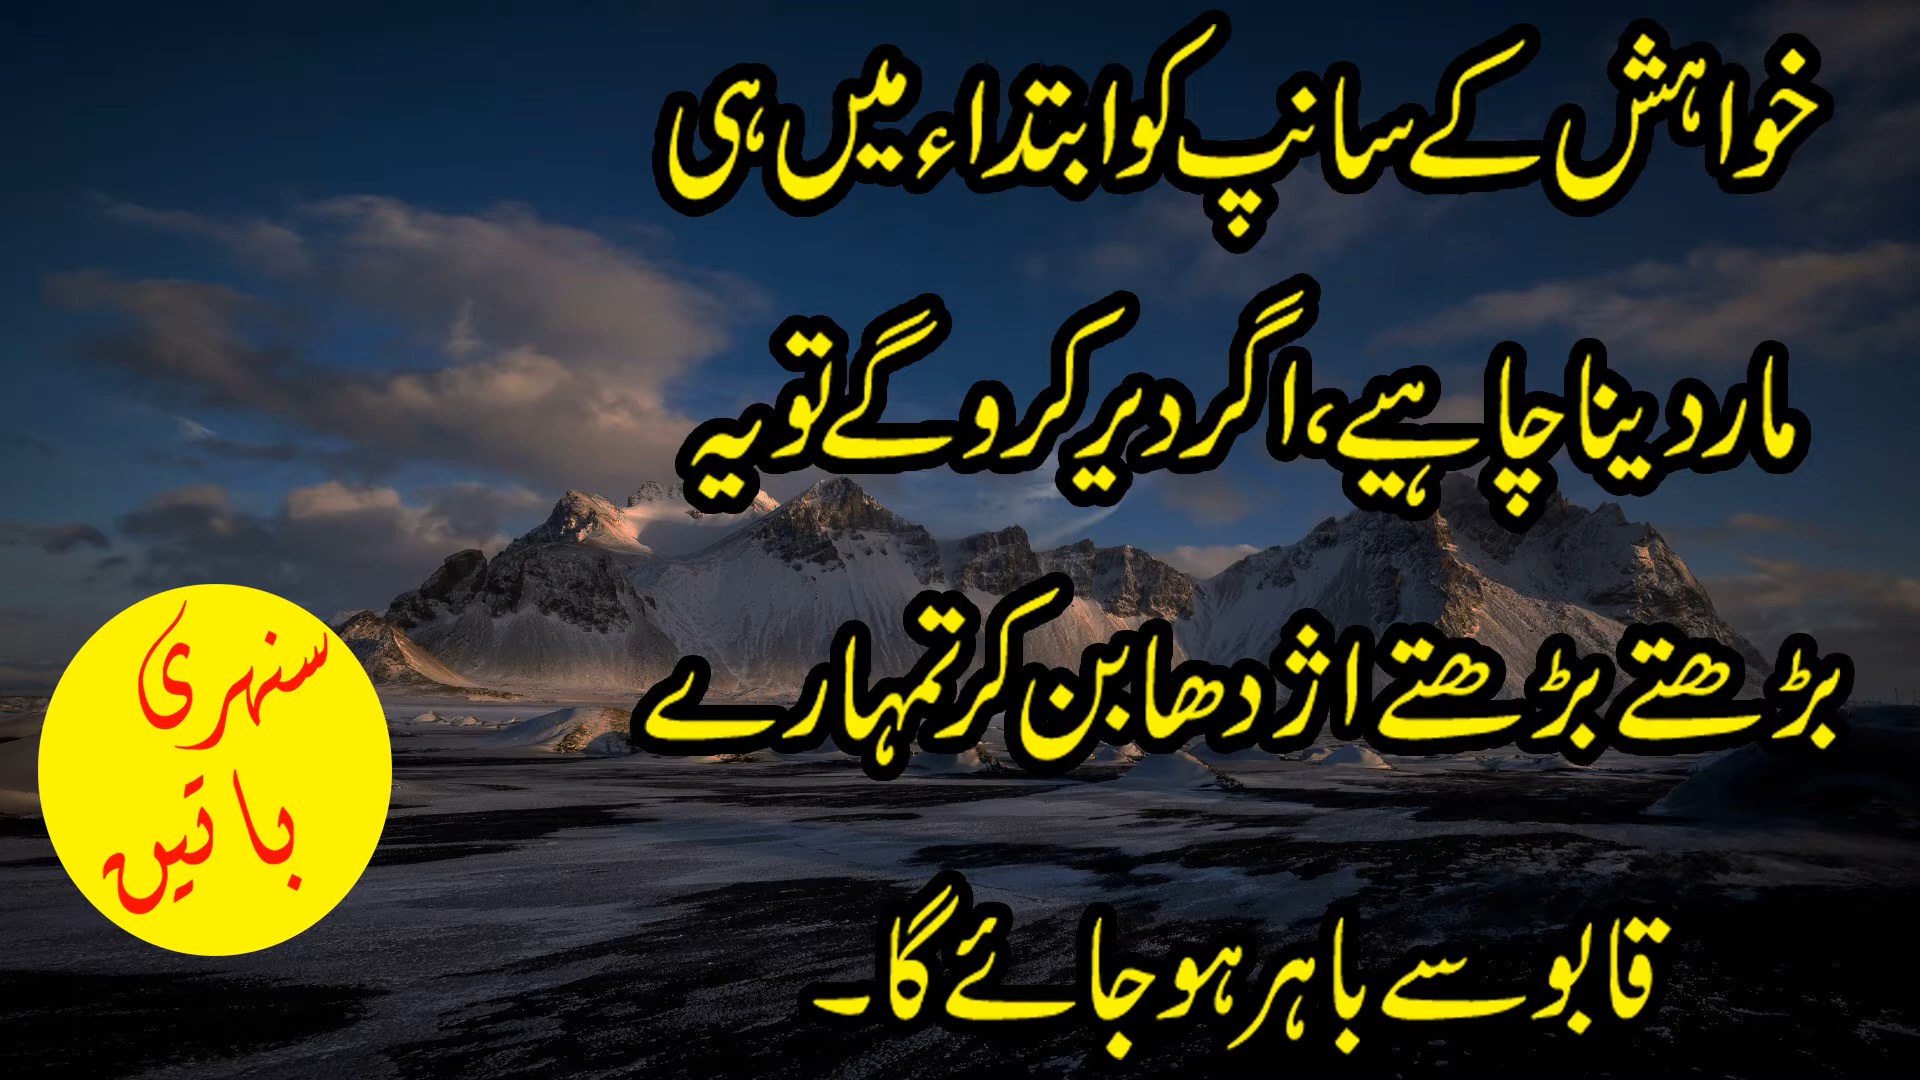 خواہش کے سانپ کو ابتداء میں ہی
مار دینا چاہیے، اگر دیر کرو گے تو یہ
بڑھتے بڑھتے اژدھا بن کر تمہارے
قابو سے باہر ہو جائے گا۔
سنہری
باتیں